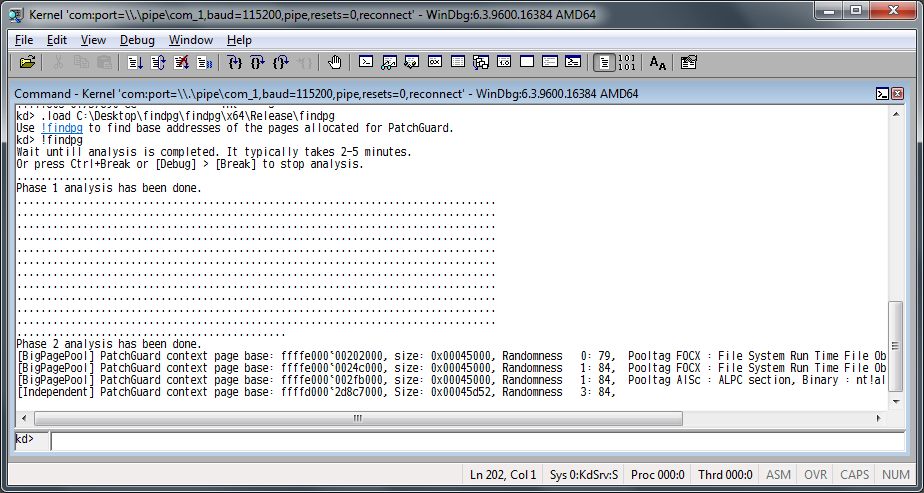 Kernel 'com:port=\\.\pipe\com_1,baud=115200,pipe,resets=0,reconnect' - WinDbg:6.3.9600.16384 AMD64
File Edit View Debug Window Help
Command - Kernel 'com:port=\\.\pipe\com_1,baud=115200,pipe,resets=0,reconnect' - WinDbg:6.3.9600.16384 AMD64
kd> .load C:\Desktop\findpg\findpg\x64\Release\findpg
Use !findpg to find base addresses of the pages allocated for PatchGuard.
kd> !findpg
Wait untill analysis is completed. It typically takes 2-5 minutes.
Or press Ctrl+Break or [Debug] > [Break] to stop analysis.
................
Phase 1 analysis has been done.
................................................................................
................................................................................
................................................................................
................................................................................
................................................................................
................................................................................
................................................................................
................................................................................
................................................................................
................................................................................
................................................................................
.............................................
Phase 2 analysis has been done.
[BigPagePool] PatchGuard context page base: ffffe000`00202000, size: 0x00045000, Randomness 0: 79, Pooltag FOCX : File System Run Time File Ob
[BigPagePool] PatchGuard context page base: ffffe000`0024c000, size: 0x00045000, Randomness 1: 84, Pooltag FOCX : File System Run Time File Ob
[BigPagePool] PatchGuard context page base: ffffe000`002fb000, size: 0x00045000, Randomness 1: 84, Pooltag AlSc : ALPC section, Binary : nt!al
[Independent] PatchGuard context page base: ffffe000`2d8c7000, size: 0x00045d52, Randomness 3: 84,
kd>
Ln 202, Col 1 Sys 0:KdSrv:S Proc 000:0 Thrd 000:0 ASM OVR CAPS NUM